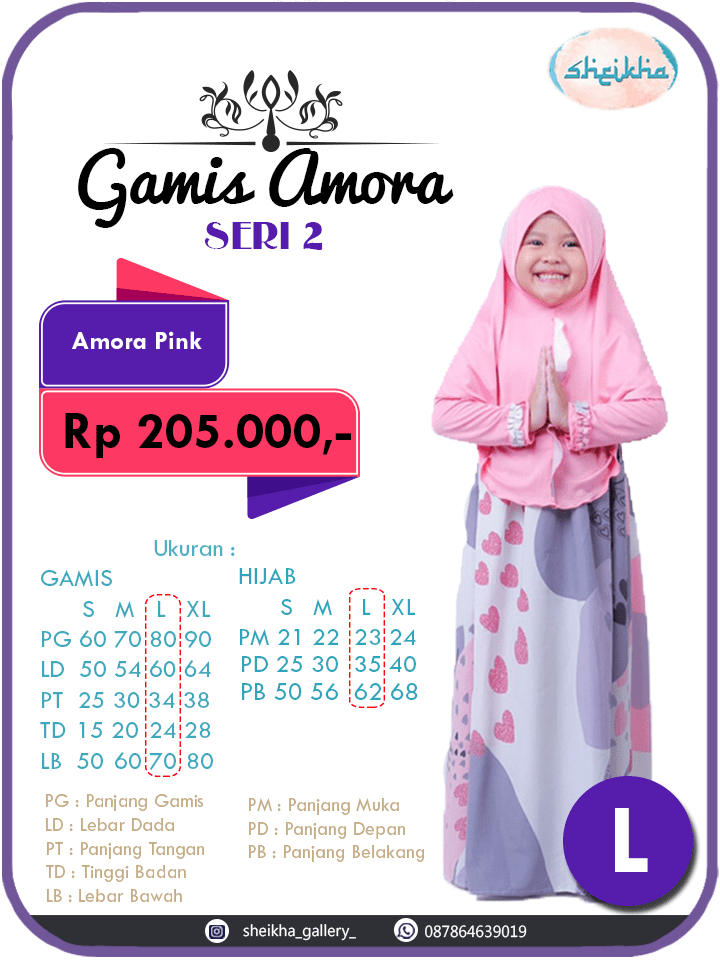 sheikha
Gamis Amora
SERI 2
Amora Pink
Rp 205.000,-
Ukuran :
GAMIS
S M L XL
PG 60 70 80 90
LD 50 54 60 64
PT 25 30 34 38
TD 15 20 24 28
LB 50 60 70 80
HIJAB
S M L XL
PM 21 22 23 24
PD 25 30 35 40
PB 50 56 62 68
PG : Panjang Gamis
LD : Lebar Dada
PT : Panjang Tangan
TD : Tinggi Badan
LB : Lebar Bawah
PM : Panjang Muka
PD : Panjang Depan
PB : Panjang Belakang
L
sheikha_gallery_
087864639019